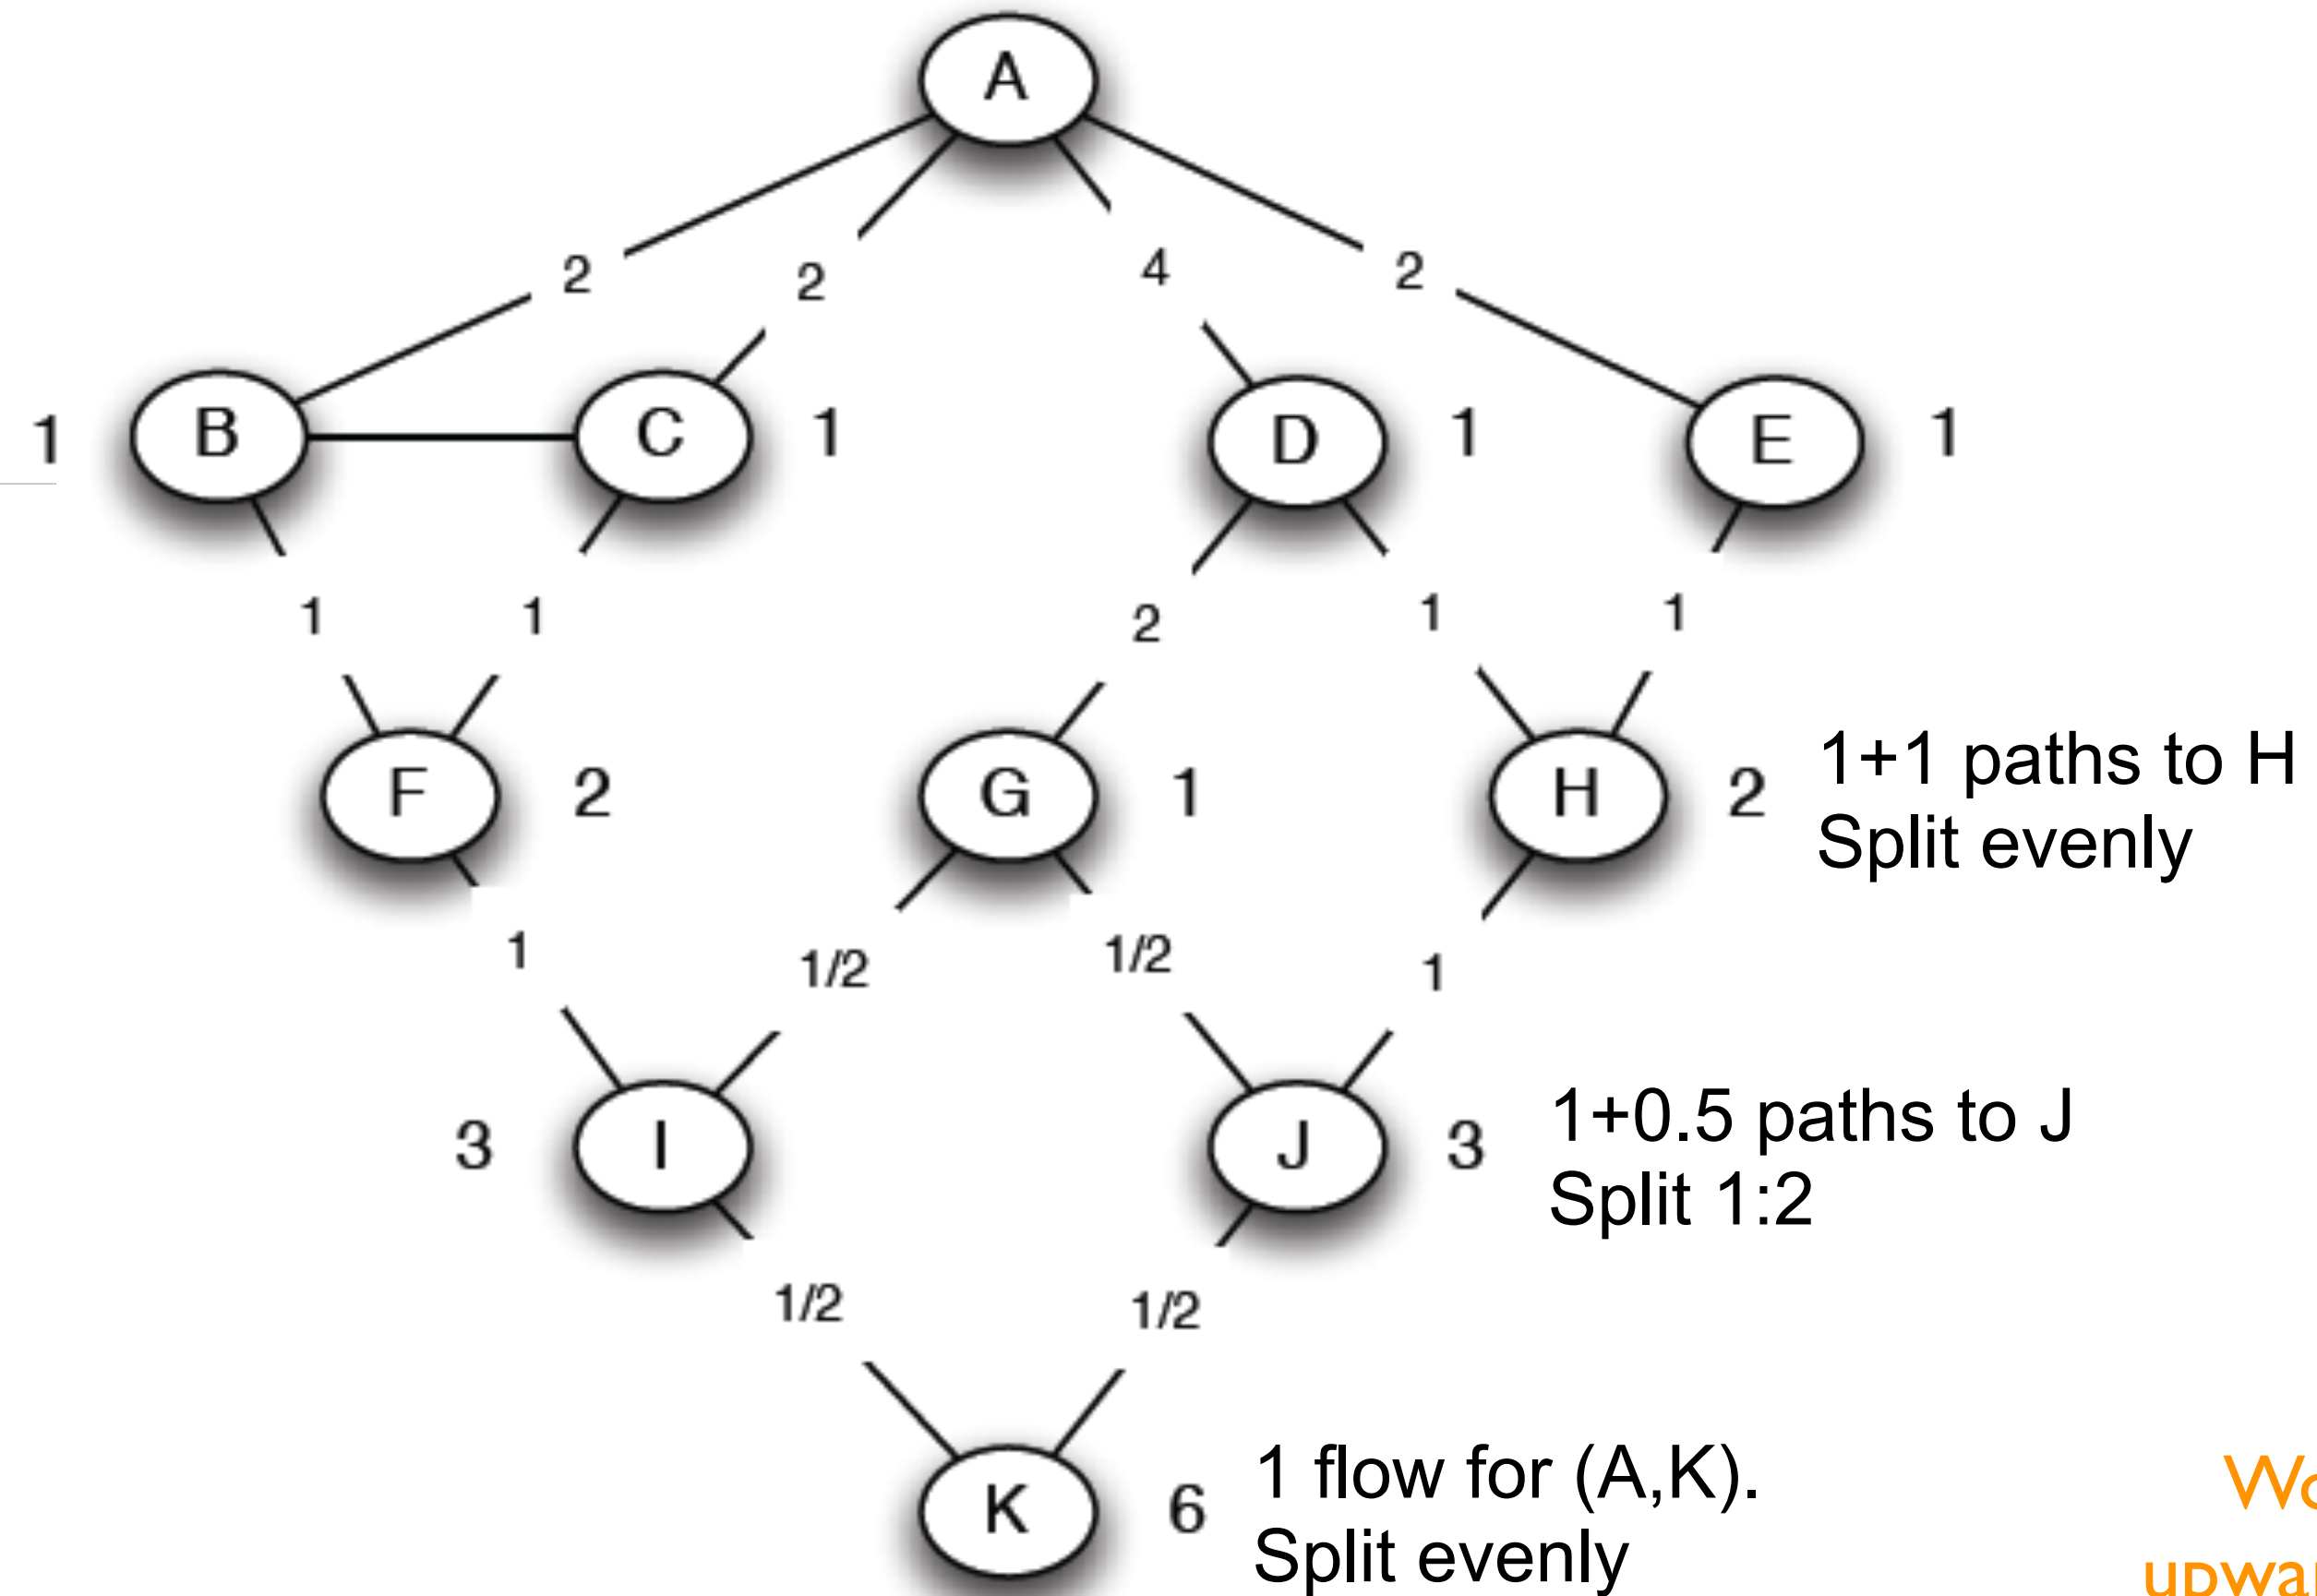 A
2 2 4 2
1 B C 1 D 1 E 1
1 1 2 1 1
F 2 G 1 H 2
1+1 paths to H
Split evenly
1 1/2 1/2 1
3 I J 3
1+0.5 paths to J
Split 1:2
1/2 1/2
K 6
1 flow for (A,K).
Split evenly